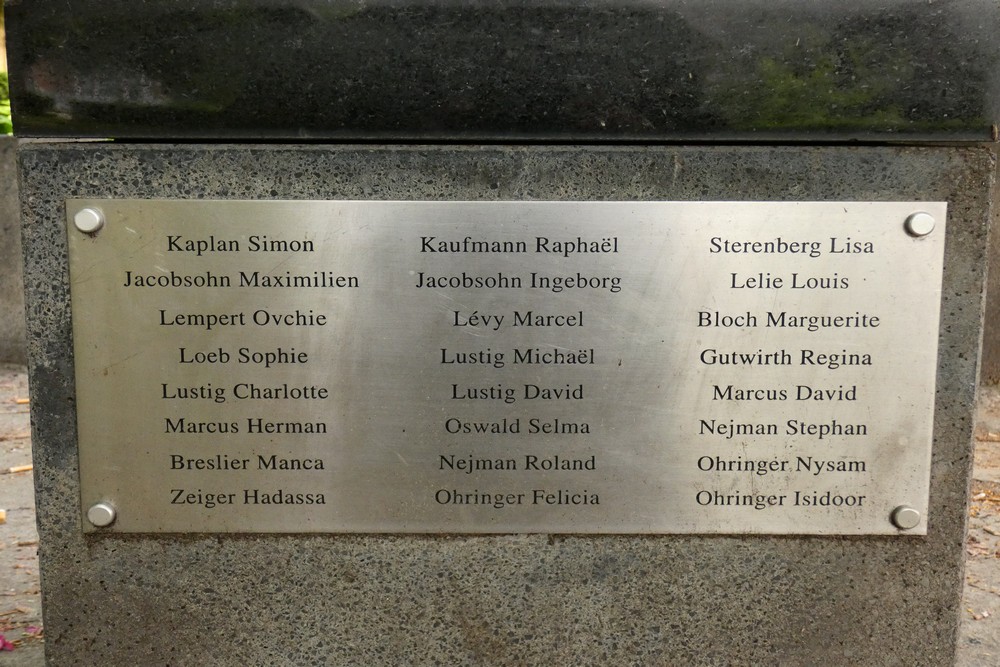 Kaplan Simon Kaufmann Raphaël Sterenberg Lisa
Jacobsohn Maximilien Jacobsohn Ingeborg Lelie Louis
Lempert Ovchie Lévy Marcel Bloch Marguerite
Loeb Sophie Lustig Michaël Gutwirth Regina
Lustig Charlotte Lustig David Marcus David
Marcus Herman Oswald Selma Nejman Stephan
Breslier Manca Nejman Roland Ohringer Nysam
Zeiger Hadassa Ohringer Felicia Ohringer Isidoor